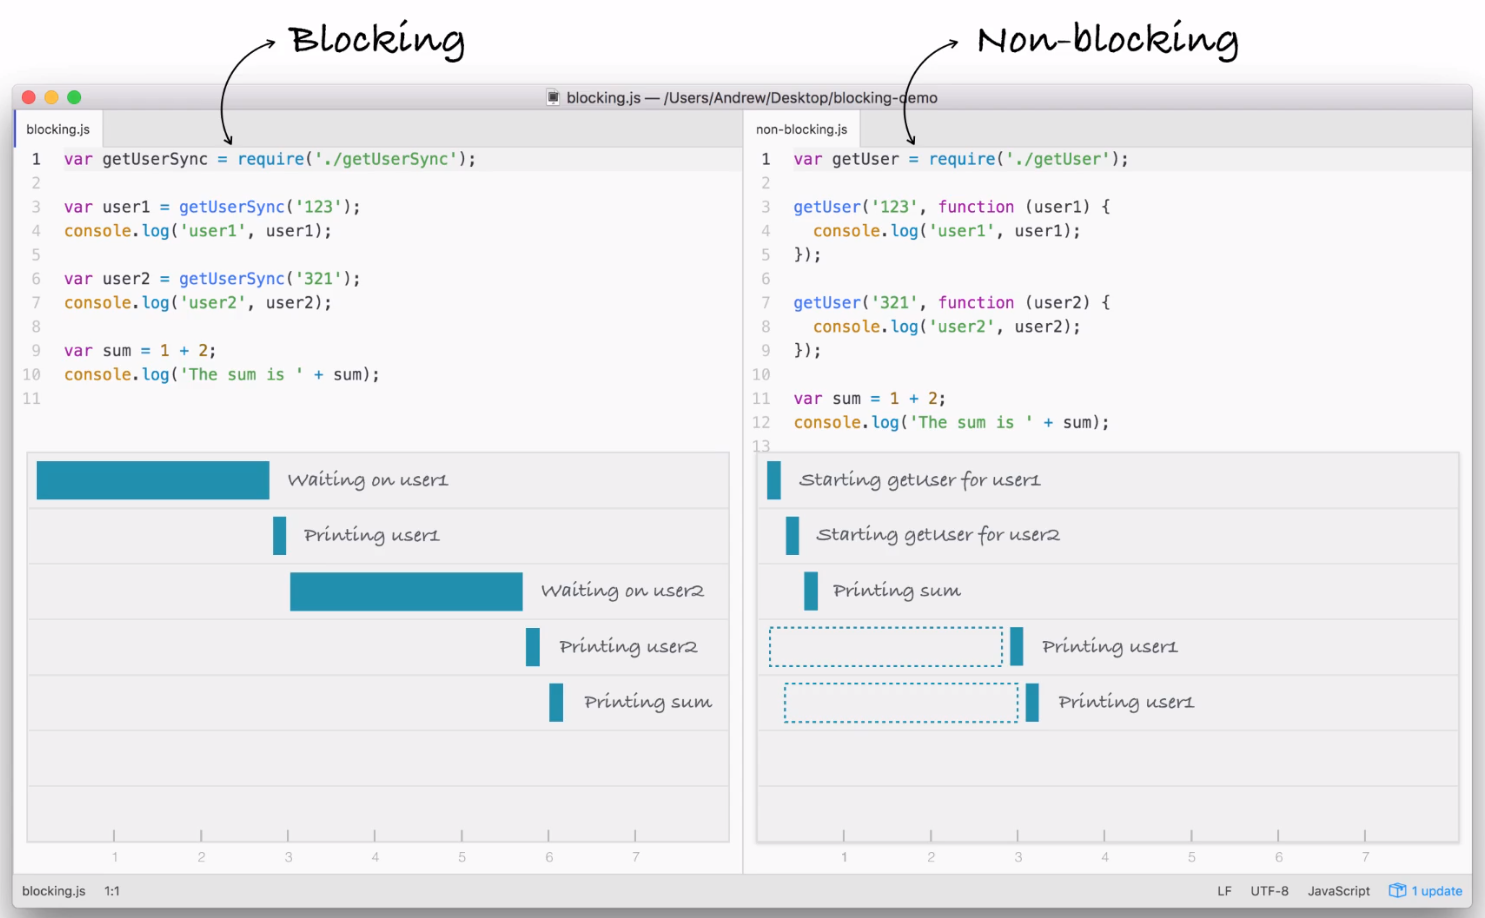 Blocking
Non-blocking
blocking.js — /Users/Andrew/Desktop/blocking-demo
blocking.js
1 var getUserSync = require('./getUserSync');
2
3 var user1 = getUserSync('123');
4 console.log('user1', user1);
5
6 var user2 = getUserSync('321');
7 console.log('user2', user2);
8
9 var sum = 1 + 2;
10 console.log('The sum is ' + sum);
11
Waiting on user1
Printing user1
Waiting on user2
Printing user2
Printing sum
1 2 3 4 5 6 7
non-blocking.js
1 var getUser = require('./getUser');
2
3 getUser('123', function (user1) {
4   console.log('user1', user1);
5 });
6
7 getUser('321', function (user2) {
8   console.log('user2', user2);
9 });
10
11 var sum = 1 + 2;
12 console.log('The sum is ' + sum);
13
Starting getUser for user1
Starting getUser for user2
Printing sum
Printing user1
Printing user1
1 2 3 4 5 6 7
blocking.js 1:1
LF UTF-8 JavaScript 1 update